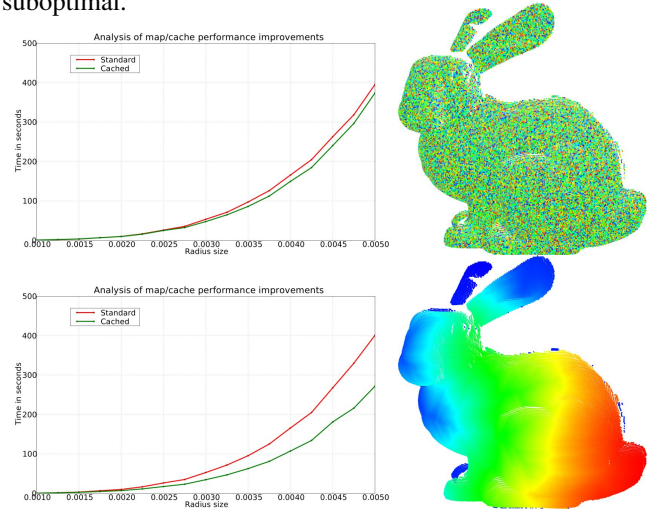 suboptimal.
Analysis of map/cache performance improvements
500
400
300
200
100
0
Time in seconds
Standard
Cached
0.0010 0.0015 0.0020 0.0025 0.0030 0.0035 0.0040 0.0045 0.0050
Radius size
Analysis of map/cache performance improvements
500
400
300
200
100
0
Time in seconds
Standard
Cached
0.0010 0.0015 0.0020 0.0025 0.0030 0.0035 0.0040 0.0045 0.0050
Radius size